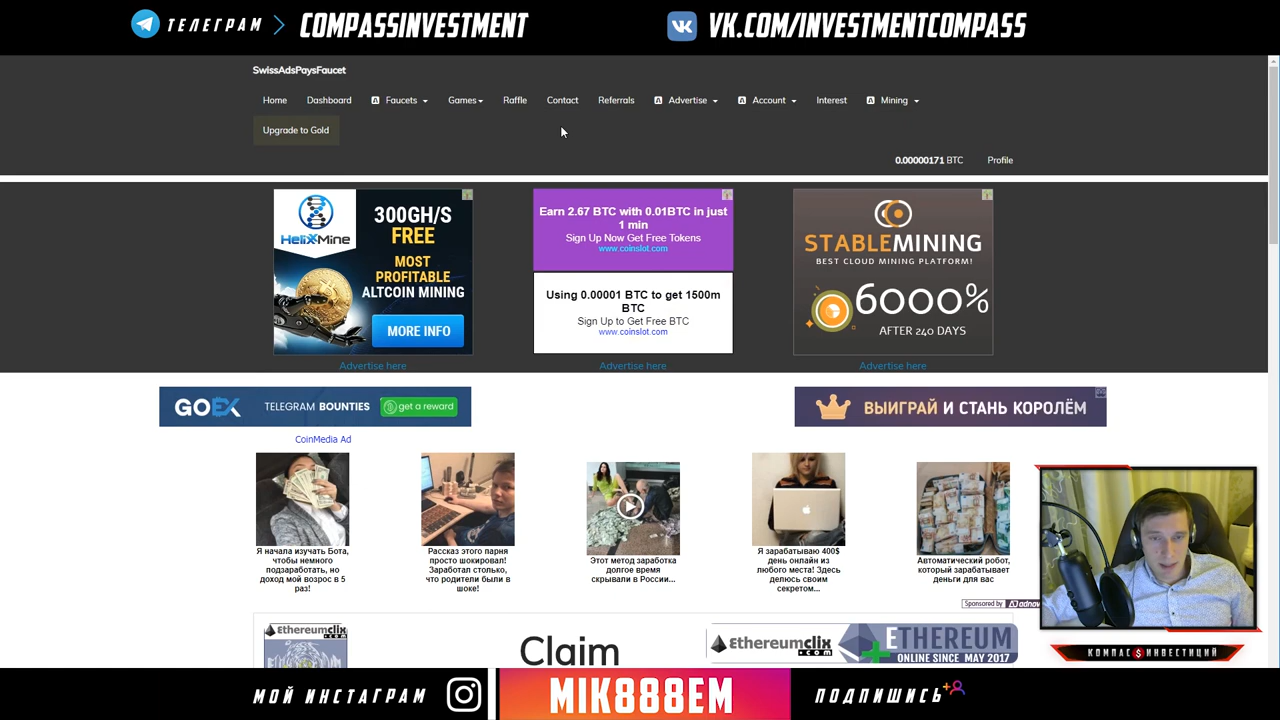 ТЕЛЕГРАМ
COMPASSINVESTMENT
VK.COM/INVESTMENTCOMPASS
SwissAdsPaysFaucet
Home Dashboard Faucets Games Raffle Contact Referrals Advertise Account Interest Mining
Upgrade to Gold
0.00000171 BTC Profile
HELIXMINE
300GH/S
FREE
MOST
PROFITABLE
ALTCOIN MINING
MORE INFO
Earn 2.67 BTC with 0.01BTC in just
1 min
Sign Up Now Get Free Tokens
www.coinslot.com
Using 0.00001 BTC to get 1500m
BTC
Sign Up to Get Free BTC
www.coinslot.com
STABLEMINING
BEST CLOUD MINING PLATFORM!
6000%
AFTER 240 DAYS
Advertise here Advertise here Advertise here
GOEX TELEGRAM BOUNTIES get a reward
ВЫИГРАЙ И СТАНЬ КОРОЛЁМ
CoinMedia Ad
Я начала изучать Бота,
чтобы немного
подзаработать, но
доход мой возрос в 5
раз!
Рассказ этого парня
просто шокировал!
Заработал столько,
что родители были в
шоке!
Этот метод заработка
долгое время
скрывали в России...
Я зарабатываю 400$
день онлайн из
любого места! Здесь
делюсь своим
секретом...
Автоматический робот,
который зарабатывает
деньги для вас
Sponsored by
ETHEREUMCLIX
.COM
Claim
ETHEREUMCLIX
.COM
ETHEREUM
ONLINE SINCE MAY 2017
КОМПАС $ ИНВЕСТИЦИЙ
МОЙ ИНСТАГРАМ
MIK888EM
ПОДПИШИСЬ